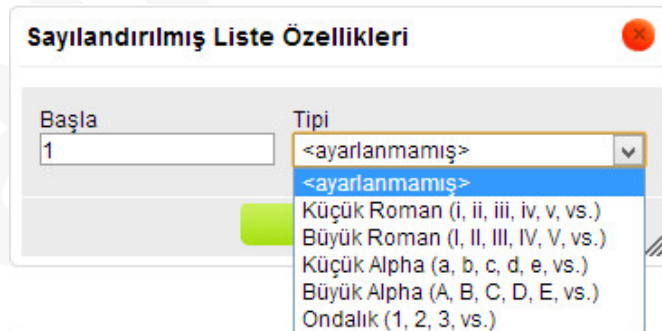 Sayılandırılmış Liste Özellikleri
Başla Tipi
1 <ayarlanmamış>
<ayarlanmamış>
Küçük Roman (i, ii, iii, iv, v, vs.)
Büyük Roman (I, II, III, IV, V, vs.)
Küçük Alpha (a, b, c, d, e, vs.)
Büyük Alpha (A, B, C, D, E, vs.)
Ondalık (1, 2, 3, vs.)